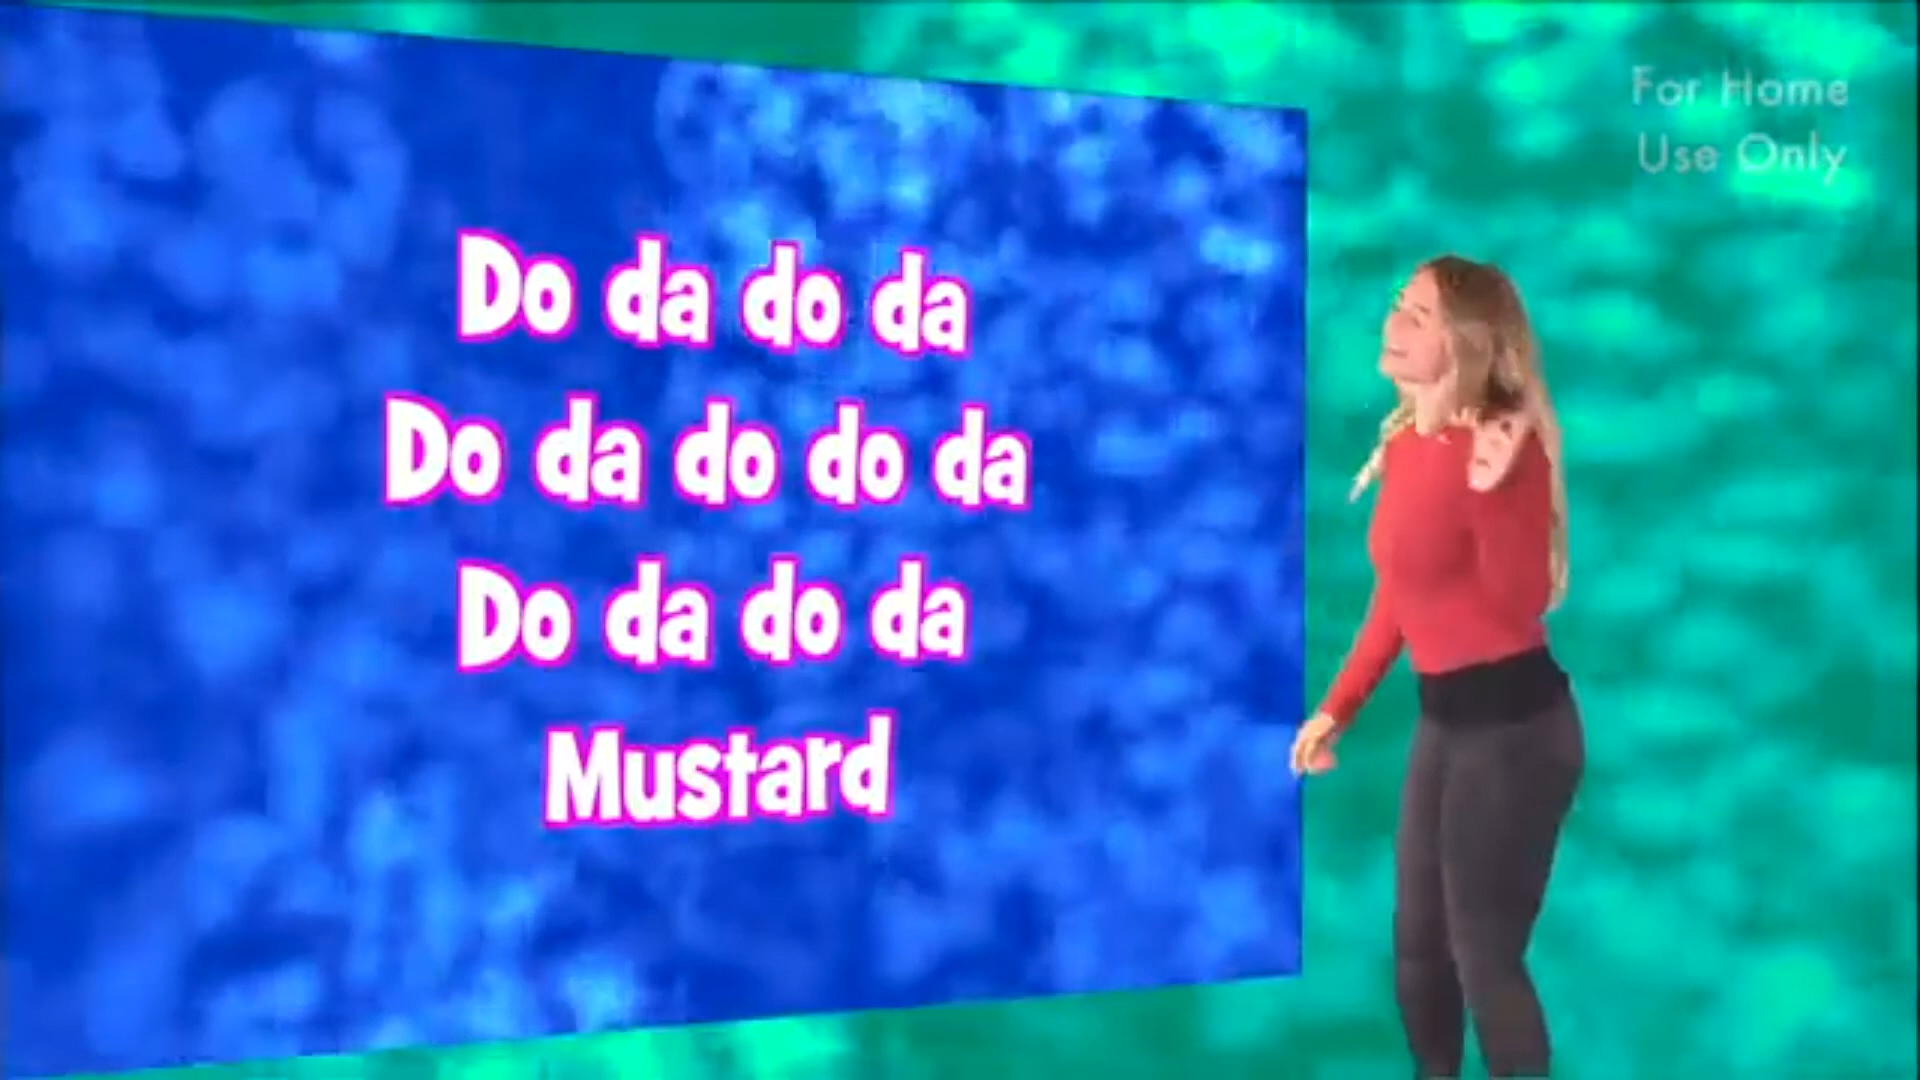 For Home
Use Only
Do da do da
Do da do do da
Do da do da
Mustard